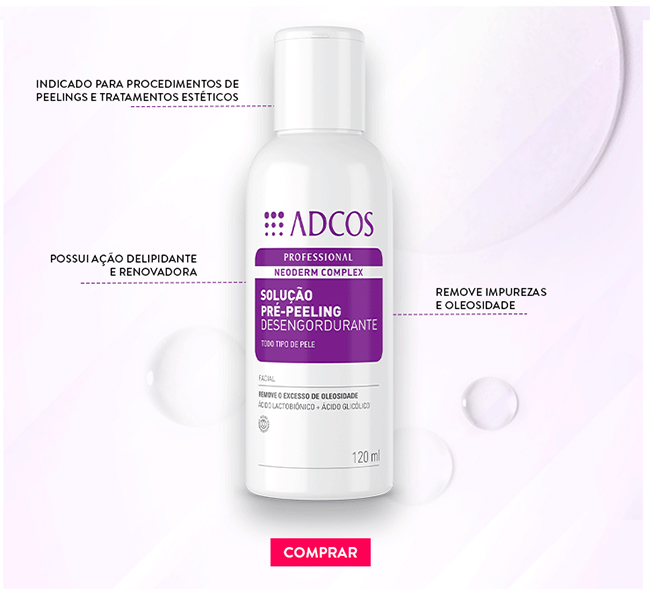 INDICADO PARA PROCEDIMENTOS DE
PEELINGS E TRATAMENTOS ESTÉTICOS
POSSUI AÇÃO DELIPIDANTE
E RENOVADORA
REMOVE IMPUREZAS
E OLEOSIDADE
ADCOS
PROFESSIONAL
NEODERM COMPLEX
SOLUÇÃO
PRÉ-PEELING
DESENGORDURANTE
TODO TIPO DE PELE
FACIAL
REMOVE O EXCESSO DE OLEOSIDADE
ÁCIDO LACTOBIÔNICO + ÁCIDO GLICÓLICO
120 ml
COMPRAR